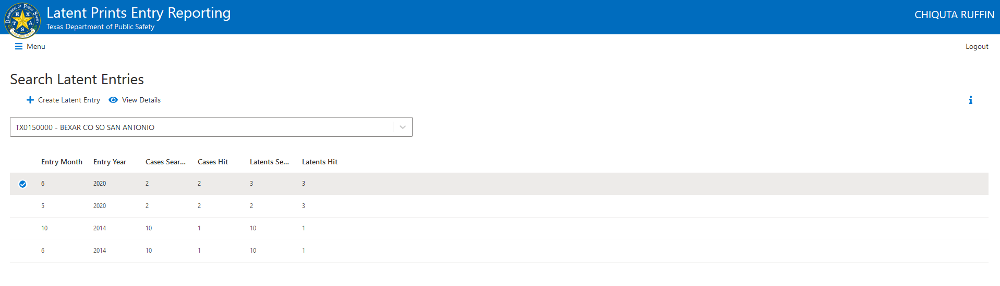 DEPARTMENT OF PUBLIC SAFETY
TEXAS
Latent Prints Entry Reporting
Texas Department of Public Safety
CHIQUTA RUFFIN
Menu
Logout
Search Latent Entries
Create Latent Entry View Details
TX0150000 - BEXAR CO SO SAN ANTONIO
Entry Month Entry Year Cases Sear... Cases Hit Latents Se... Latents Hit
6 2020 2 2 3 3
5 2020 2 2 2 3
10 2014 10 1 10 1
6 2014 10 1 10 1